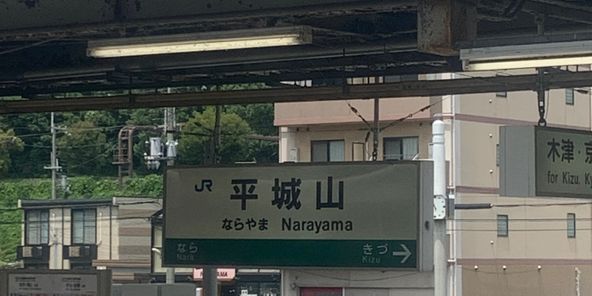 JR 平城山
ならやま Narayama
なら きづ
Nara Kizu
木津・京
for Kizu, Ky